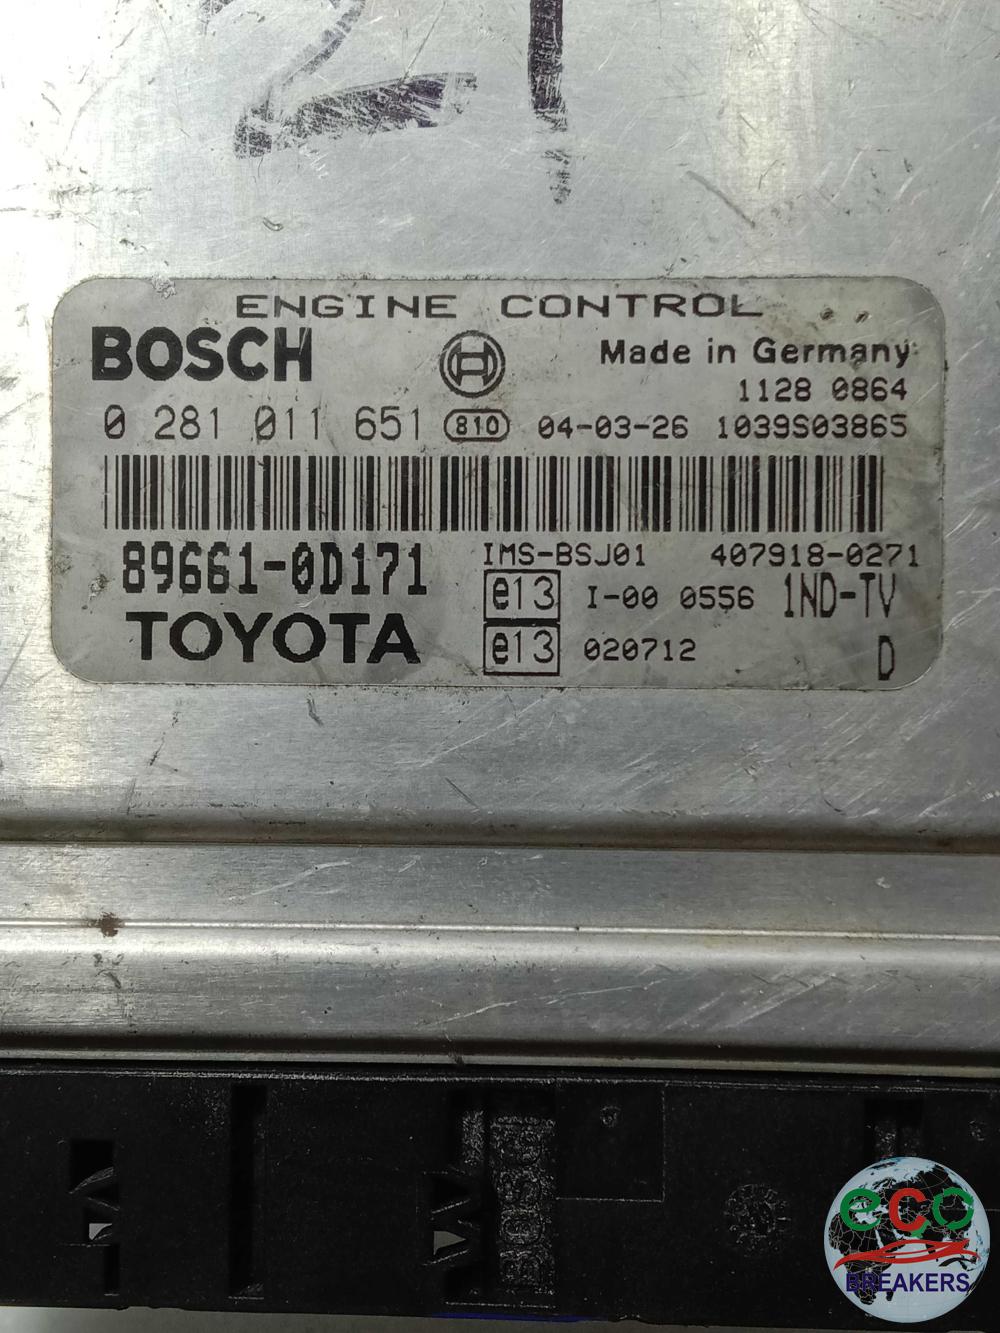 21
ENGINE CONTROL
BOSCH
Made in Germany
1128 0864
0 281 011 651 810 04-03-26 1039S03865
89661-0D171 IMS-BSJ01 407918-0271
e13 I-00 0556 1ND-TV
TOYOTA e13 020712 D
eco
BREAKERS